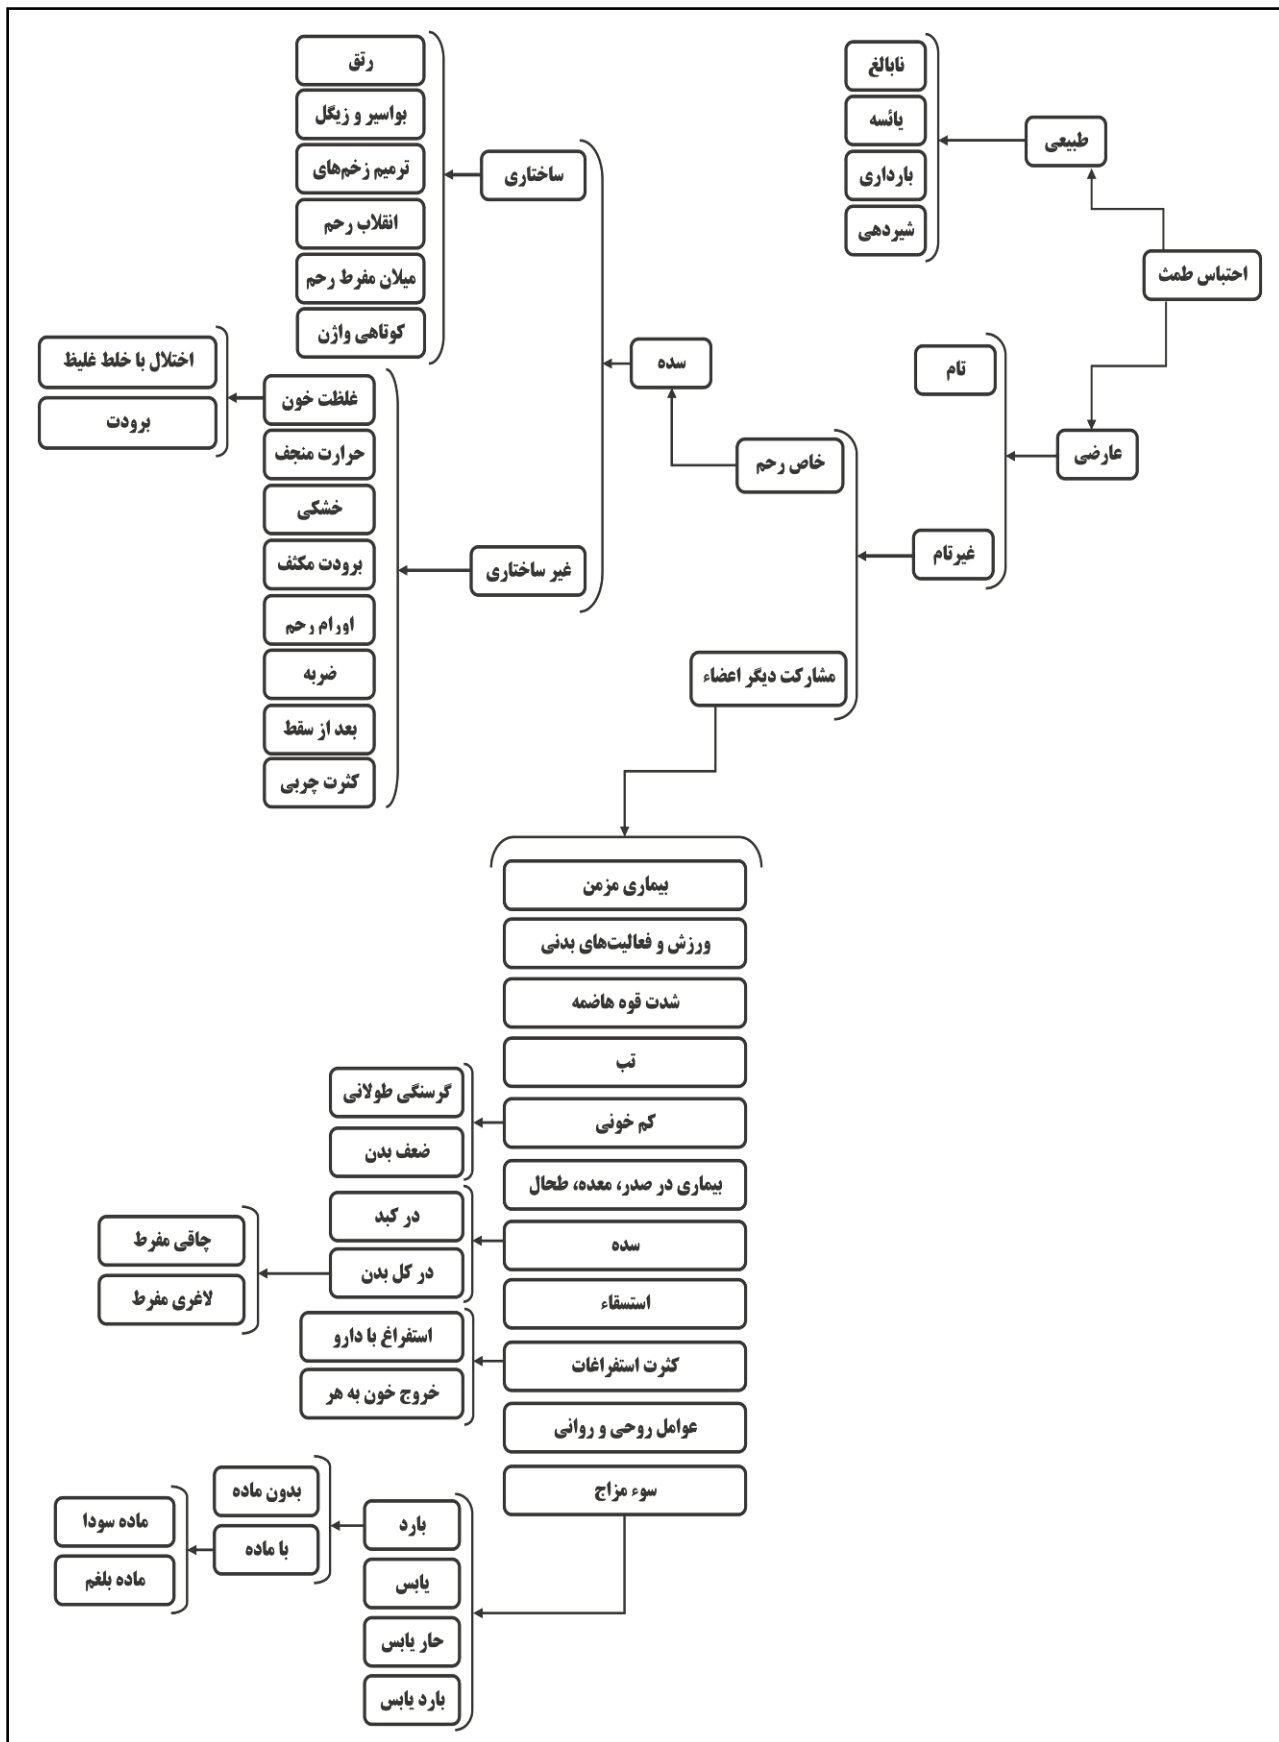 احتباس طمث
طبیعی
نابالغ
یائسه
بارداری
شیردهی
عارضی
تام
غیرتام
خاص رحم
سده
ساختاری
رتق
بواسیر و زیگل
ترمیم زخم‌های
انقلاب رحم
میلان مفرط رحم
کوتاهی واژن
غیر ساختاری
غلظت خون
اختلال با خلط غلیظ
برودت
حرارت منجف
خشکی
برودت مکثف
اورام رحم
ضربه
بعد از سقط
کثرت چربی
مشارکت دیگر اعضاء
بیماری مزمن
ورزش و فعالیت‌های بدنی
شدت قوه هاضمه
تب
کم خونی
گرسنگی طولانی
ضعف بدن
بیماری در صدر، معده، طحال
سده
در کبد
در کل بدن
چاقی مفرط
لاغری مفرط
استسقاء
کثرت استفراغات
استفراغ با دارو
خروج خون به هر
عوامل روحی و روانی
سوء مزاج
بارد
بدون ماده
با ماده
ماده سودا
ماده بلغم
یابس
حار یابس
بارد یابس